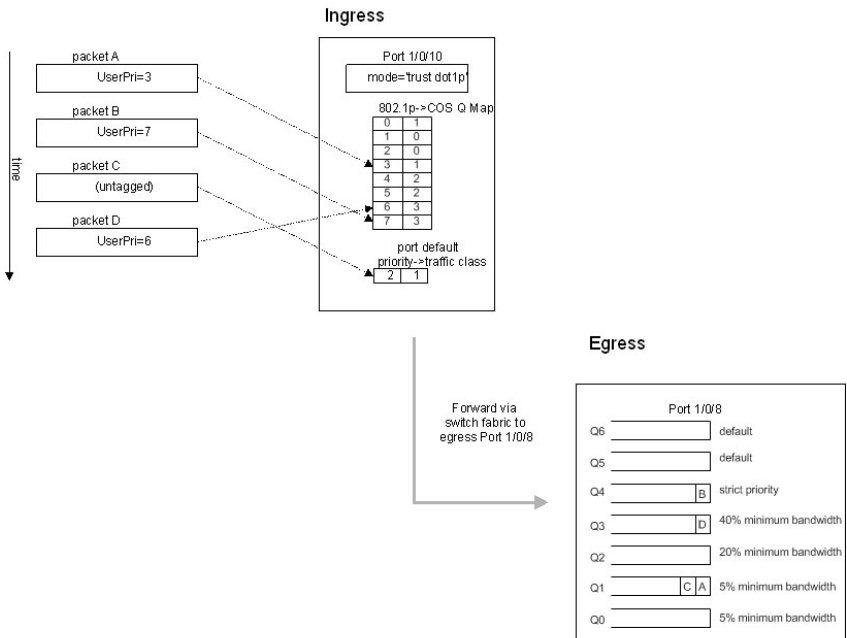 Ingress
time
packet A
UserPri=3
packet B
UserPri=7
packet C
(untagged)
packet D
UserPri=6
Port 1/0/10
mode='trust dot1p'
802.1p->COS Q Map
0 1
1 0
2 0
3 1
4 2
5 2
6 3
7 3
port default
priority->traffic class
2 1
Forward via
switch fabric to
egress Port 1/0/8
Egress
Port 1/0/8
Q6 default
Q5 default
Q4 B strict priority
Q3 D 40% minimum bandwidth
Q2 20% minimum bandwidth
Q1 C A 5% minimum bandwidth
Q0 5% minimum bandwidth